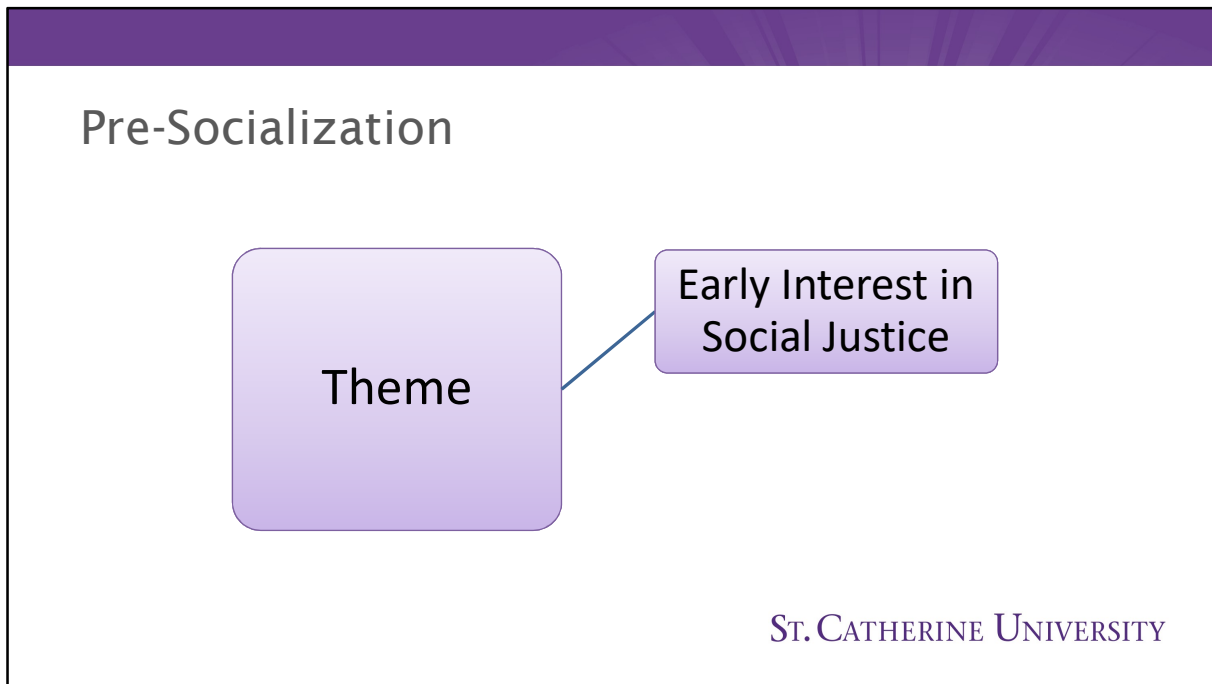 Pre-Socialization
Theme
Early Interest in
Social Justice
ST. CATHERINE UNIVERSITY